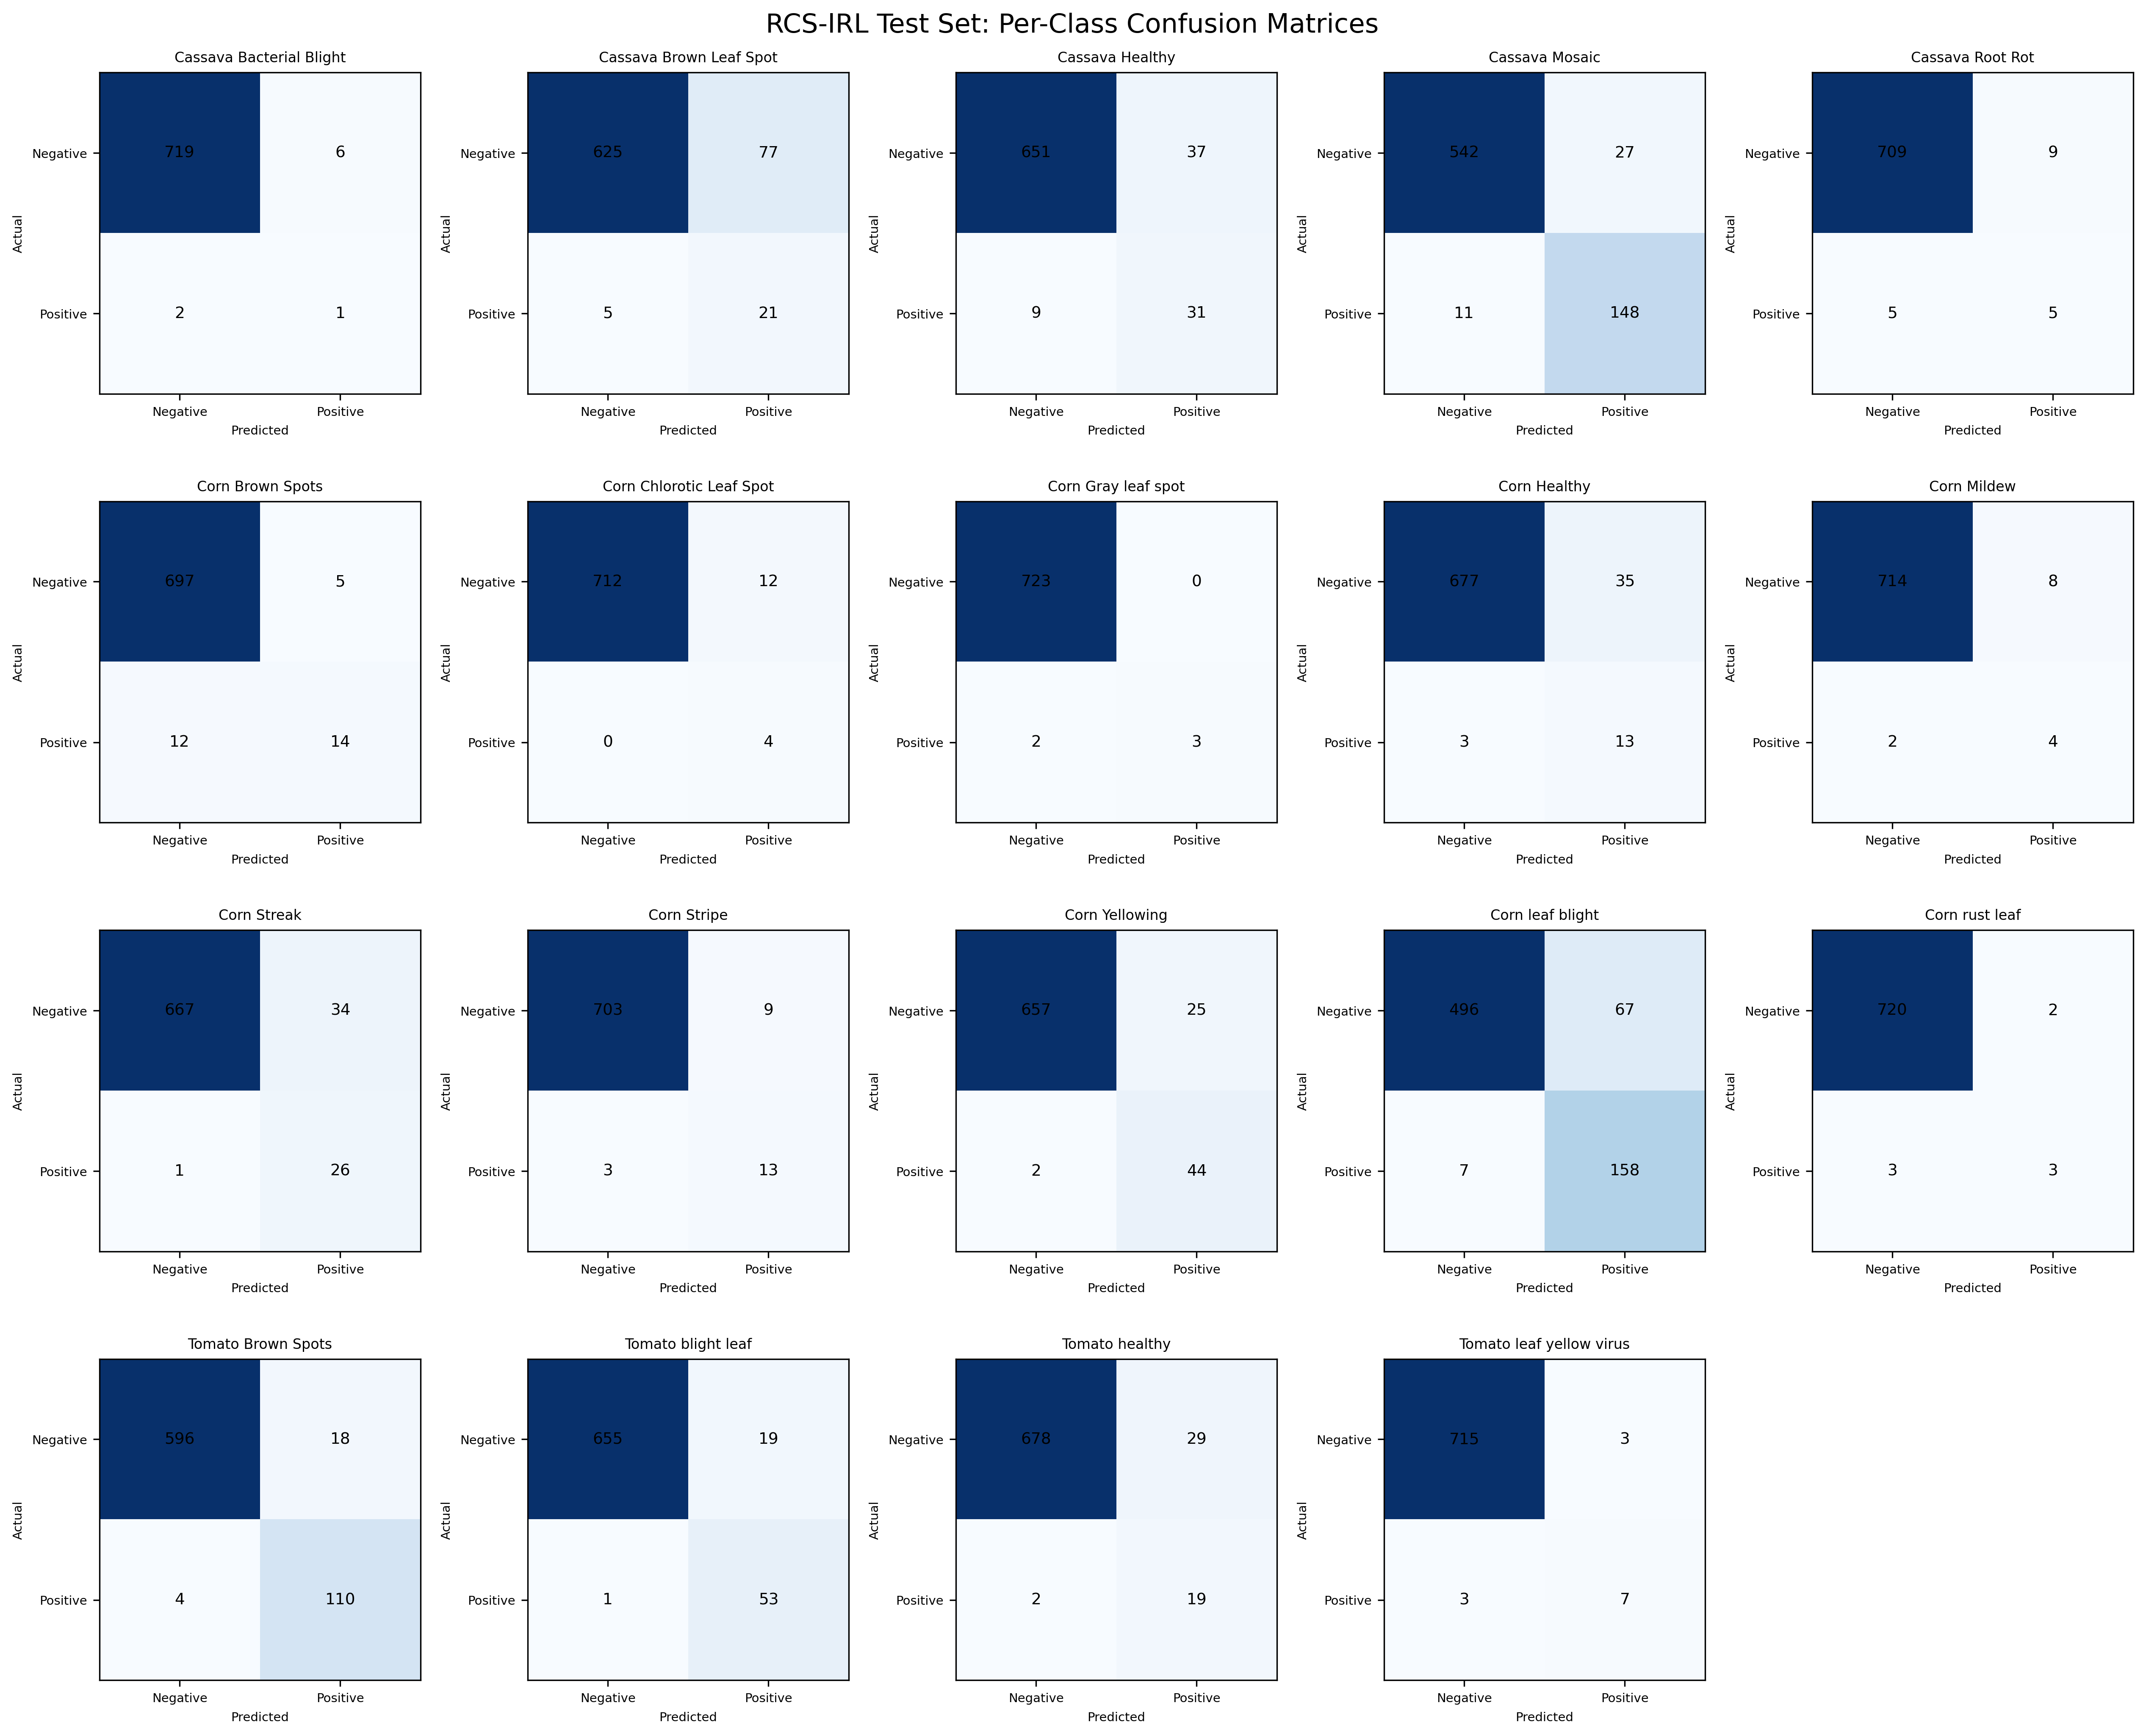 RCS-IRL Test Set: Per-Class Confusion Matrices
Cassava Bacterial Blight
Negative
719
6
Actual
Positive
2
1
Negative Positive
Predicted
Cassava Brown Leaf Spot
Negative
625
77
Actual
Positive
5
21
Negative Positive
Predicted
Cassava Healthy
651
37
Actual
9
31
Negative Positive
Predicted
Cassava Mosaic
Negative
542
27
Actual
Positive
11
148
Negative Positive
Predicted
Cassava Root Rot
Negative
709
9
Actual
Positive
5
5
Negative Positive
Predicted
Corn Brown Spots
Negative
697
5
Actual
Positive
12
14
Negative Positive
Predicted
Corn Chlorotic Leaf Spot
Negative
712
12
Actual
Positive
0
4
Negative Positive
Predicted
Corn Gray leaf spot
Negative
723
0
Actual
Positive
2
3
Negative Positive
Predicted
Corn Healthy
Negative
677
35
Actual
Positive
3
13
Negative Positive
Predicted
Corn Mildew
Negative
714
8
Actual
Positive
2
4
Negative Positive
Predicted
Corn Streak
Negative
667
34
Actual
Positive
1
26
Negative Positive
Predicted
Corn Stripe
Negative
703
9
Actual
Positive
3
13
Negative Positive
Predicted
Corn Yellowing
Negative
657
25
Actual
Positive
2
44
Negative Positive
Predicted
Corn leaf blight
Negative
496
67
Actual
Positive
7
158
Negative Positive
Predicted
Corn rust leaf
Negative
720
2
Actual
Positive
3
3
Negative Positive
Predicted
Tomato Brown Spots
Negative
596
18
Actual
Positive
4
110
Negative Positive
Predicted
Tomato blight leaf
Negative
655
19
Actual
Positive
1
53
Negative Positive
Predicted
Tomato healthy
Negative
678
29
Actual
Positive
2
19
Negative Positive
Predicted
Tomato leaf yellow virus
Negative
715
3
Actual
Positive
3
7
Negative Positive
Predicted